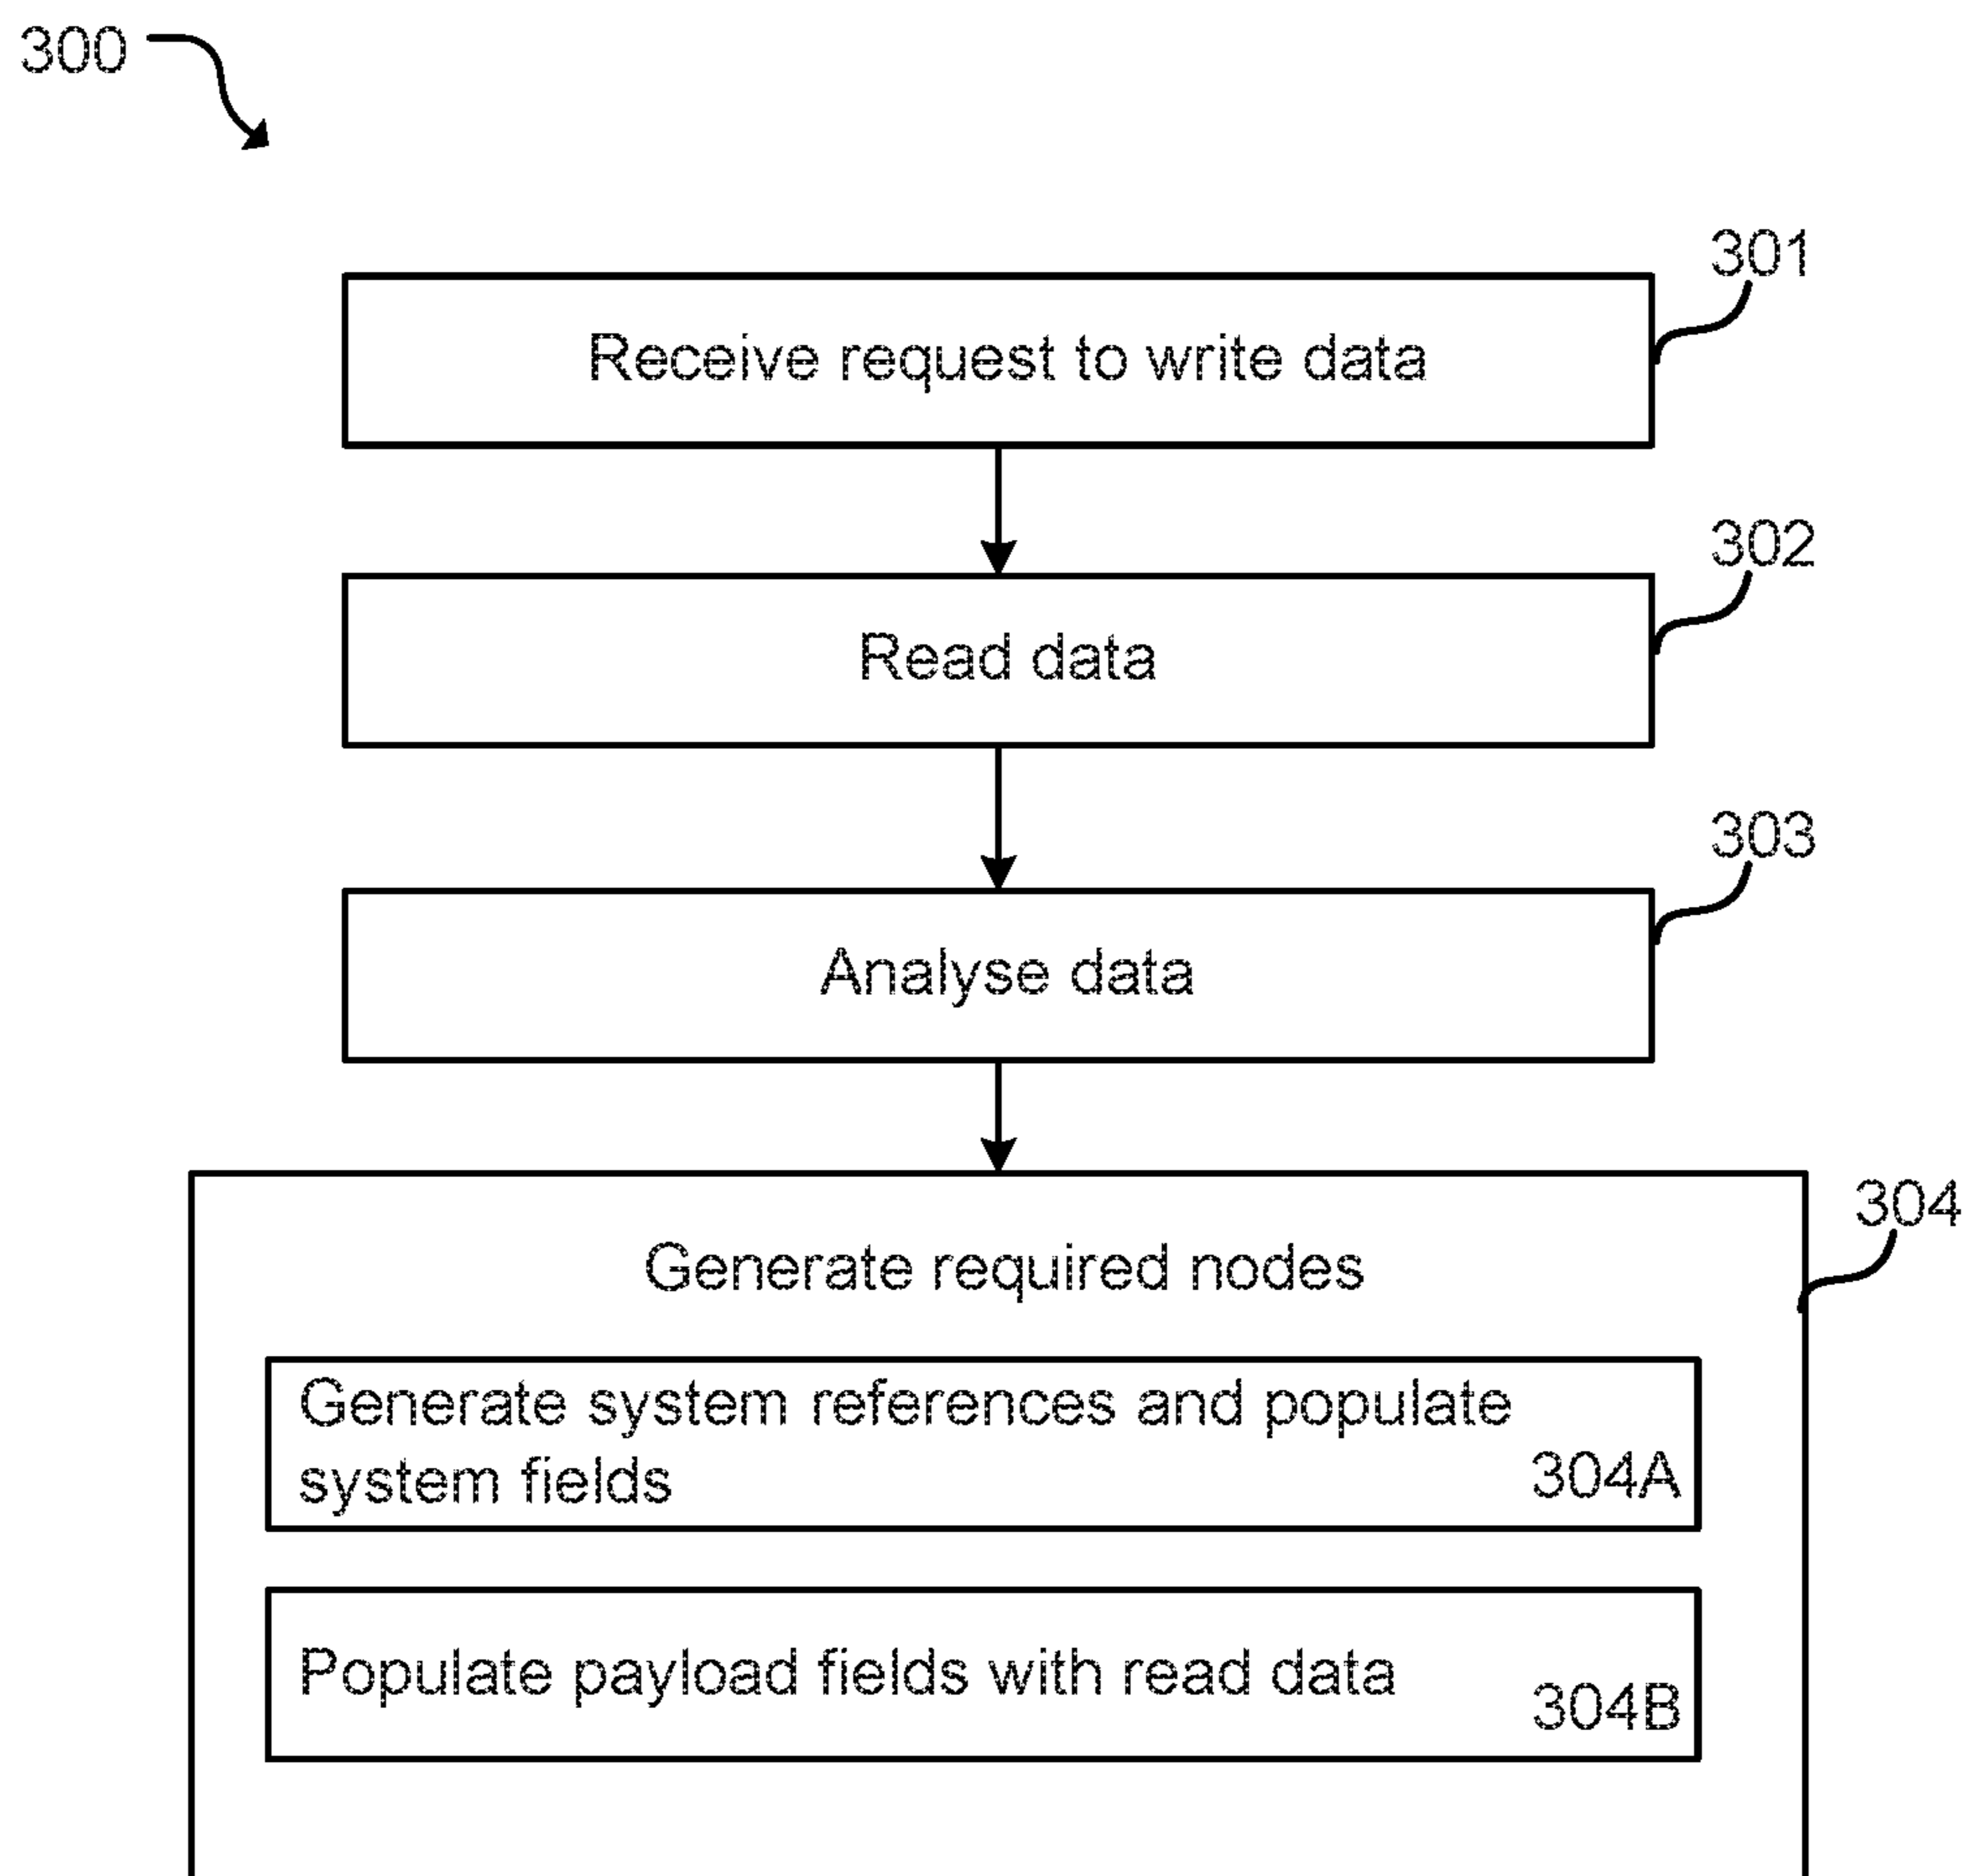 300
301
Receive request to write data
302
Read data
303
Analyse data
304
Generate required nodes
Generate system references and populate
system fields
304A
Populate payload fields with read data
304B